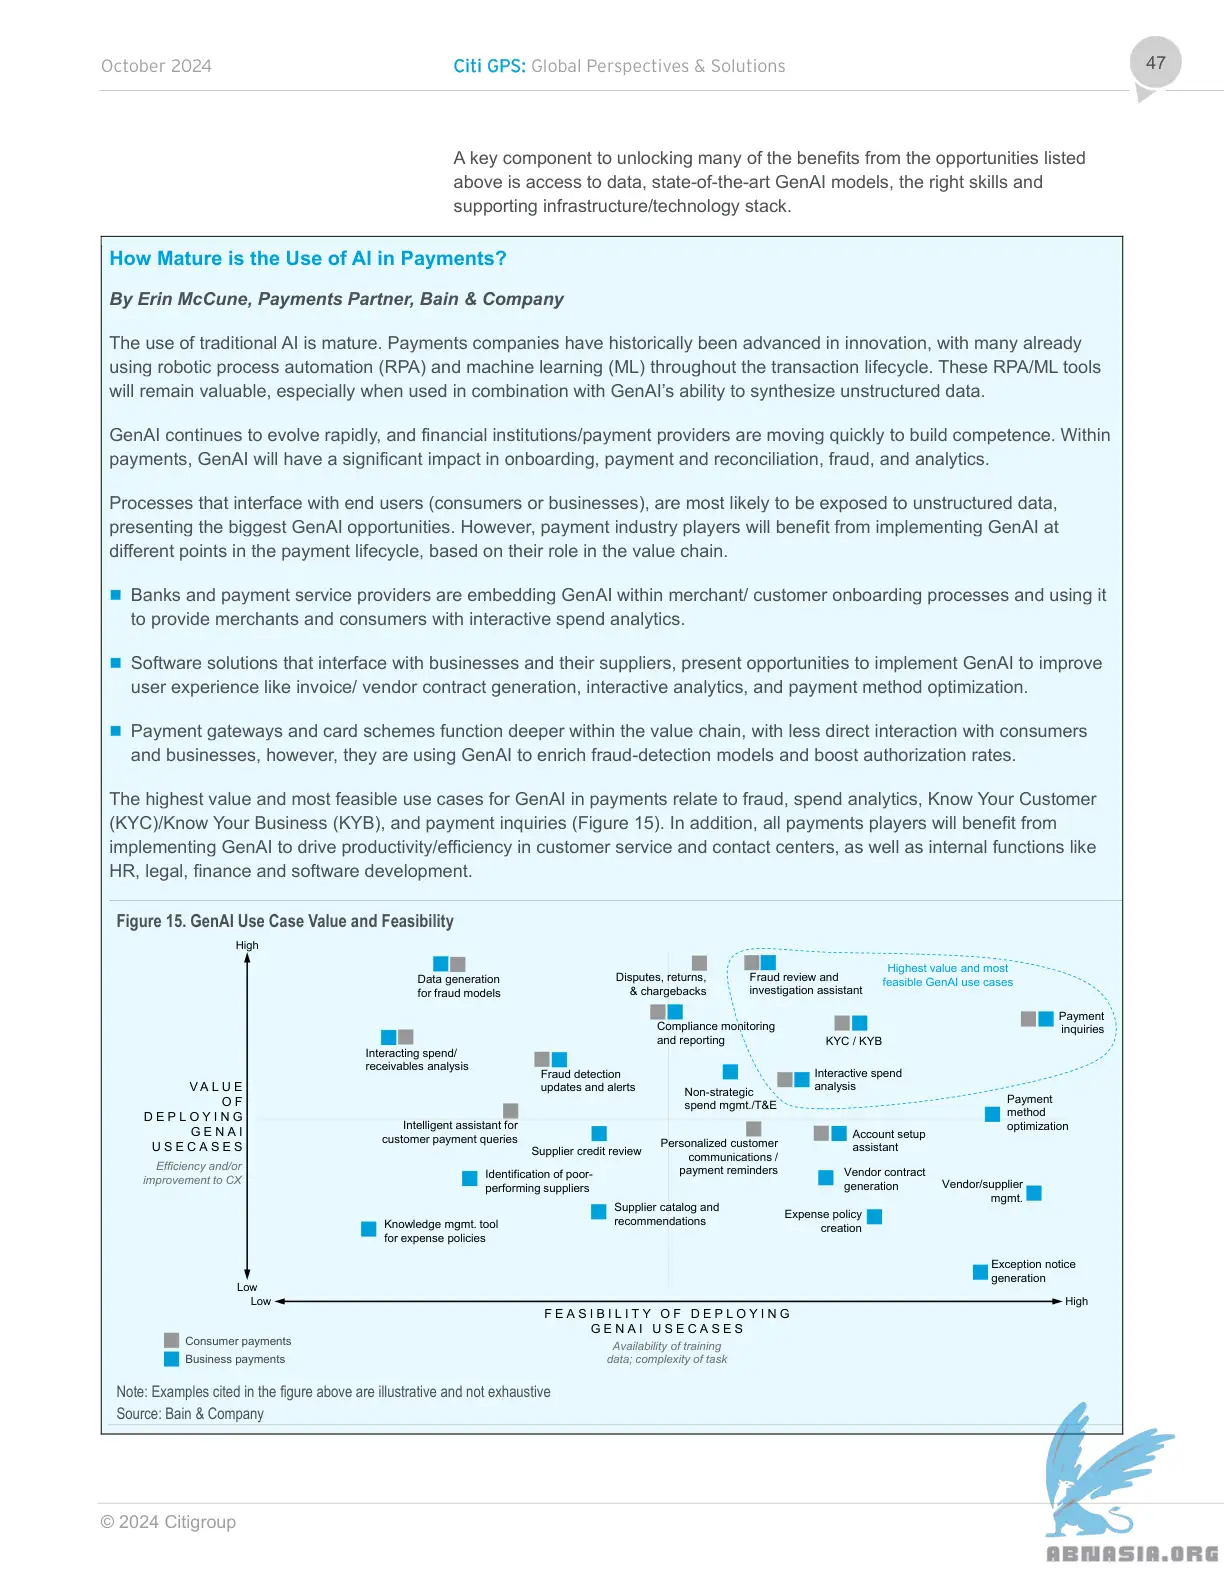 October 2024
Citi GPS: Global Perspectives & Solutions
47
A key component to unlocking many of the benefits from the opportunities listed
above is access to data, state-of-the-art GenAI models, the right skills and
supporting infrastructure/technology stack.
How Mature is the Use of AI in Payments?
By Erin McCune, Payments Partner, Bain & Company
The use of traditional AI is mature. Payments companies have historically been advanced in innovation, with many already
using robotic process automation (RPA) and machine learning (ML) throughout the transaction lifecycle. These RPA/ML tools
will remain valuable, especially when used in combination with GenAI's ability to synthesize unstructured data.
GenAI continues to evolve rapidly, and financial institutions/payment providers are moving quickly to build competence. Within
payments, GenAI will have a significant impact in onboarding, payment and reconciliation, fraud, and analytics.
Processes that interface with end users (consumers or businesses), are most likely to be exposed to unstructured data,
presenting the biggest GenAI opportunities. However, payment industry players will benefit from implementing GenAI at
different points in the payment lifecycle, based on their role in the value chain.
Banks and payment service providers are embedding GenAI within merchant/ customer onboarding processes and using it
to provide merchants and consumers with interactive spend analytics.
Software solutions that interface with businesses and their suppliers, present opportunities to implement GenAI to improve
user experience like invoice/ vendor contract generation, interactive analytics, and payment method optimization.
Payment gateways and card schemes function deeper within the value chain, with less direct interaction with consumers
and businesses, however, they are using GenAI to enrich fraud-detection models and boost authorization rates.
The highest value and most feasible use cases for GenAI in payments relate to fraud, spend analytics, Know Your Customer
(KYC)/Know Your Business (KYB), and payment inquiries (Figure 15). In addition, all payments players will benefit from
implementing GenAI to drive productivity/efficiency in customer service and contact centers, as well as internal functions like
HR, legal, finance and software development.
Figure 15. GenAI Use Case Value and Feasibility
High
Data generation
for fraud models
Disputes, returns,
& chargebacks
Fraud review and
investigation assistant
Highest value and most
feasible GenAI use cases
Compliance monitoring
and reporting
KYC / KYB
Payment
inquiries
Interacting spend/
receivables analysis
Fraud detection
updates and alerts
Non-strategic
spend mgmt./T&E
Interactive spend
analysis
VALUE
OF
DEPLOYING
GENAI
USECASES
Efficiency and/or
improvement to CX
Intelligent assistant for
customer payment queries
Supplier credit review
Personalized customer
communications /
payment reminders
Account setup
assistant
Payment
method
optimization
Identification of poor-
performing suppliers
Vendor contract
generation
Vendor/supplier
mgmt.
Knowledge mgmt. tool
for expense policies
Supplier catalog and
recommendations
Expense policy
creation
Exception notice
generation
Low
Low
High
FEASIBILITY OF DEPLOYING
GENAI USECASES
Availability of training
data; complexity of task
Consumer payments
Business payments
Note: Examples cited in the figure above are illustrative and not exhaustive
Source: Bain & Company
© 2024 Citigroup
ABNASIA.ORG